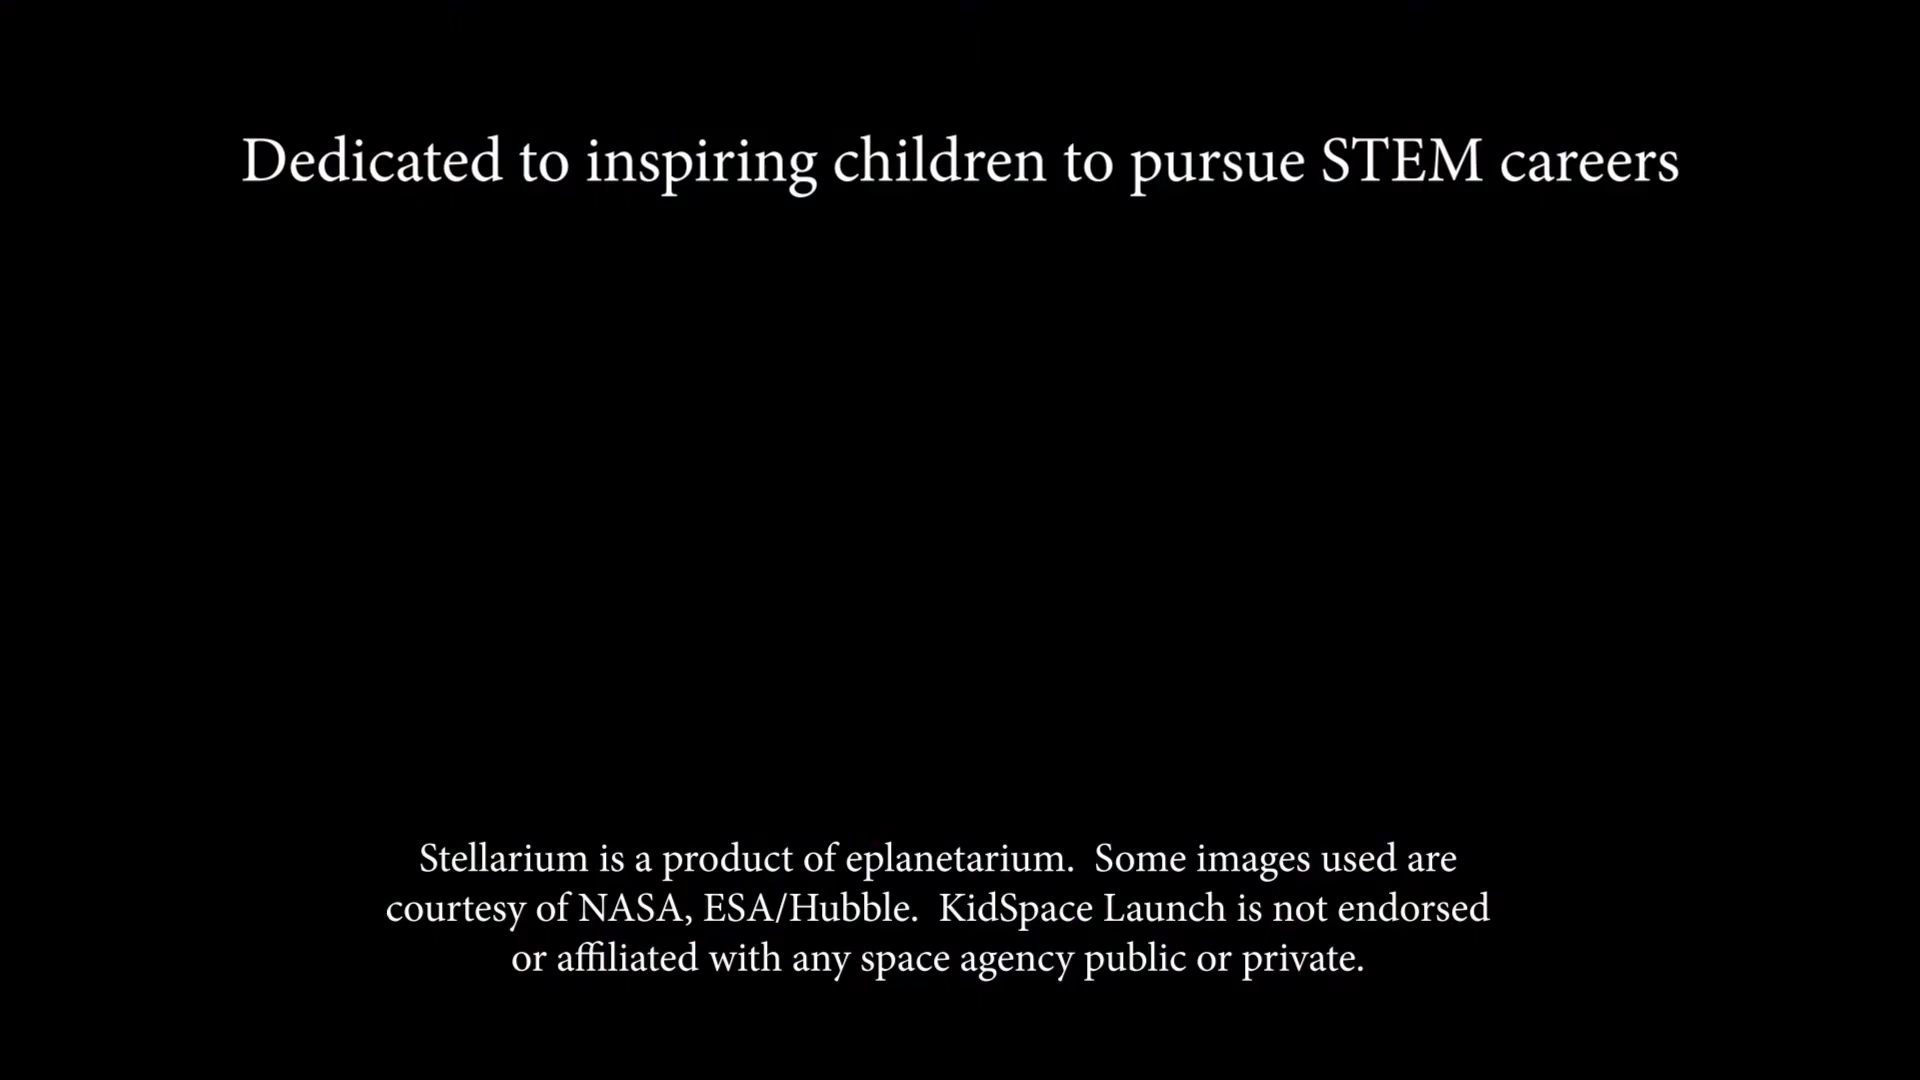 Dedicated to inspiring children to pursue STEM careers
Stellarium is a product of eplanetarium.  Some images used are
courtesy of NASA, ESA/Hubble.  KidSpace Launch is not endorsed
or affiliated with any space agency public or private.